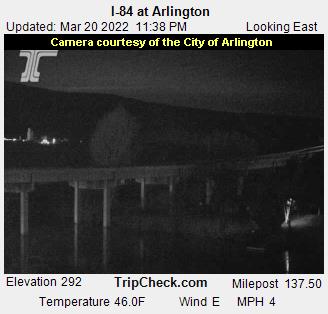 I-84 at Arlington
Updated: Mar 20 2022 11:38 PM Looking East
Camera courtesy of the City of Arlington
Elevation 292 TripCheck.com Milepost 137.50
Temperature 46.0F Wind E MPH 4